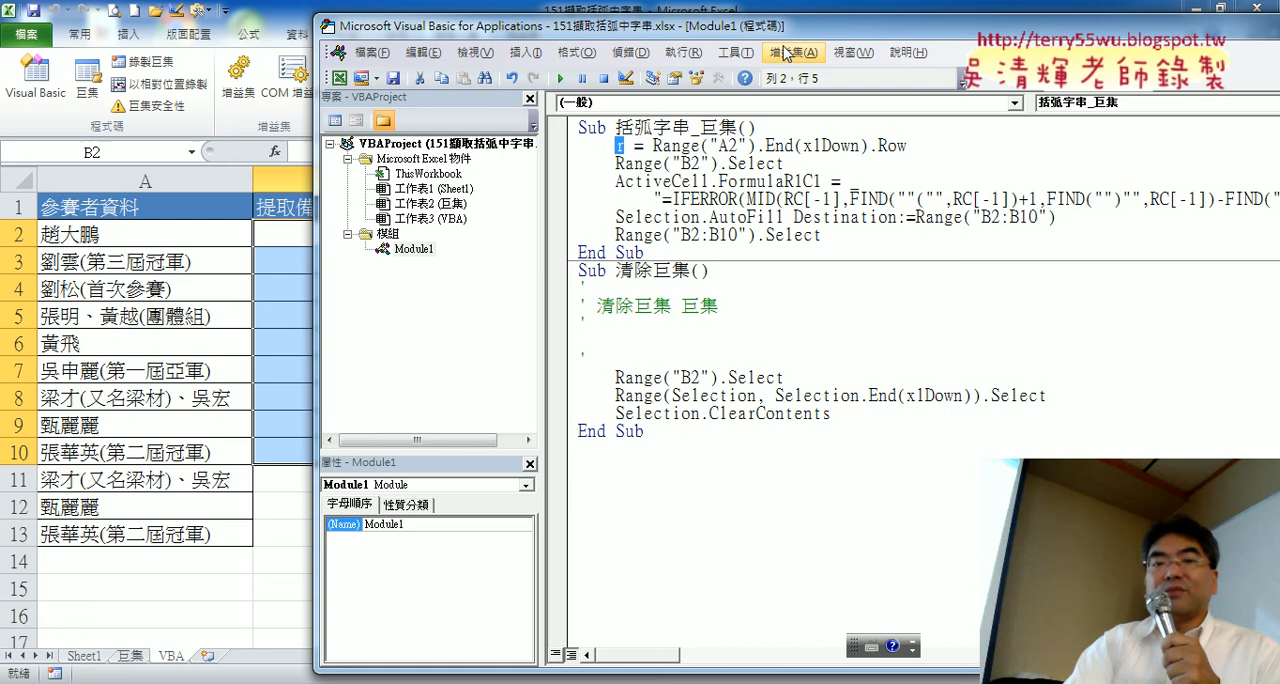 151擷取括弧中字串.xlsx - Microsoft Excel
Microsoft Visual Basic for Applications - 151擷取括弧中字串.xlsx - [Module1 (程式碼)]
檔案 常用 插入 版面配置 公式 資料
檔案(F) 編輯(E) 檢視(V) 插入(I) 格式(O) 偵錯(D) 執行(R) 工具(T) 增益集(A) 視窗(W) 說明(H)
http://terry55wu.blogspot.tw
吳清輝老師錄製
列 2，行 5
Visual Basic 巨集
錄製巨集
以相對位置錄製
巨集安全性
增益集 COM 增益
程式碼 增益集
B2 fx
專案 - VBAProject
VBAProject (151擷取括弧中字串.
Microsoft Excel 物件
ThisWorkbook
工作表1 (Sheet1)
工作表2 (巨集)
工作表3 (VBA)
模組
Module1
屬性 - Module1
Module1 Module
字母順序 性質分類
(Name) Module1
(一般) 括弧字串_巨集
Sub 括弧字串_巨集()
r = Range("A2").End(xlDown).Row
Range("B2").Select
ActiveCell.FormulaR1C1 = _
"=IFERROR(MID(RC[-1],FIND(""("",RC[-1])+1,FIND("")"",RC[-1])-FIND("
Selection.AutoFill Destination:=Range("B2:B10")
Range("B2:B10").Select
End Sub
Sub 清除巨集()
'
' 清除巨集 巨集
'
'
Range("B2").Select
Range(Selection, Selection.End(xlDown)).Select
Selection.ClearContents
End Sub
A
1 參賽者資料 提取備
2 趙大鵬
3 劉雲(第三屆冠軍)
4 劉松(首次參賽)
5 張明、黃越(團體組)
6 黃飛
7 吳申麗(第一屆亞軍)
8 梁才(又名梁材)、吳宏
9 甄麗麗
10 張華英(第二屆冠軍)
11 梁才(又名梁材)、吳宏
12 甄麗麗
13 張華英(第二屆冠軍)
14
15
16
17
Sheet1 巨集 VBA
就緒